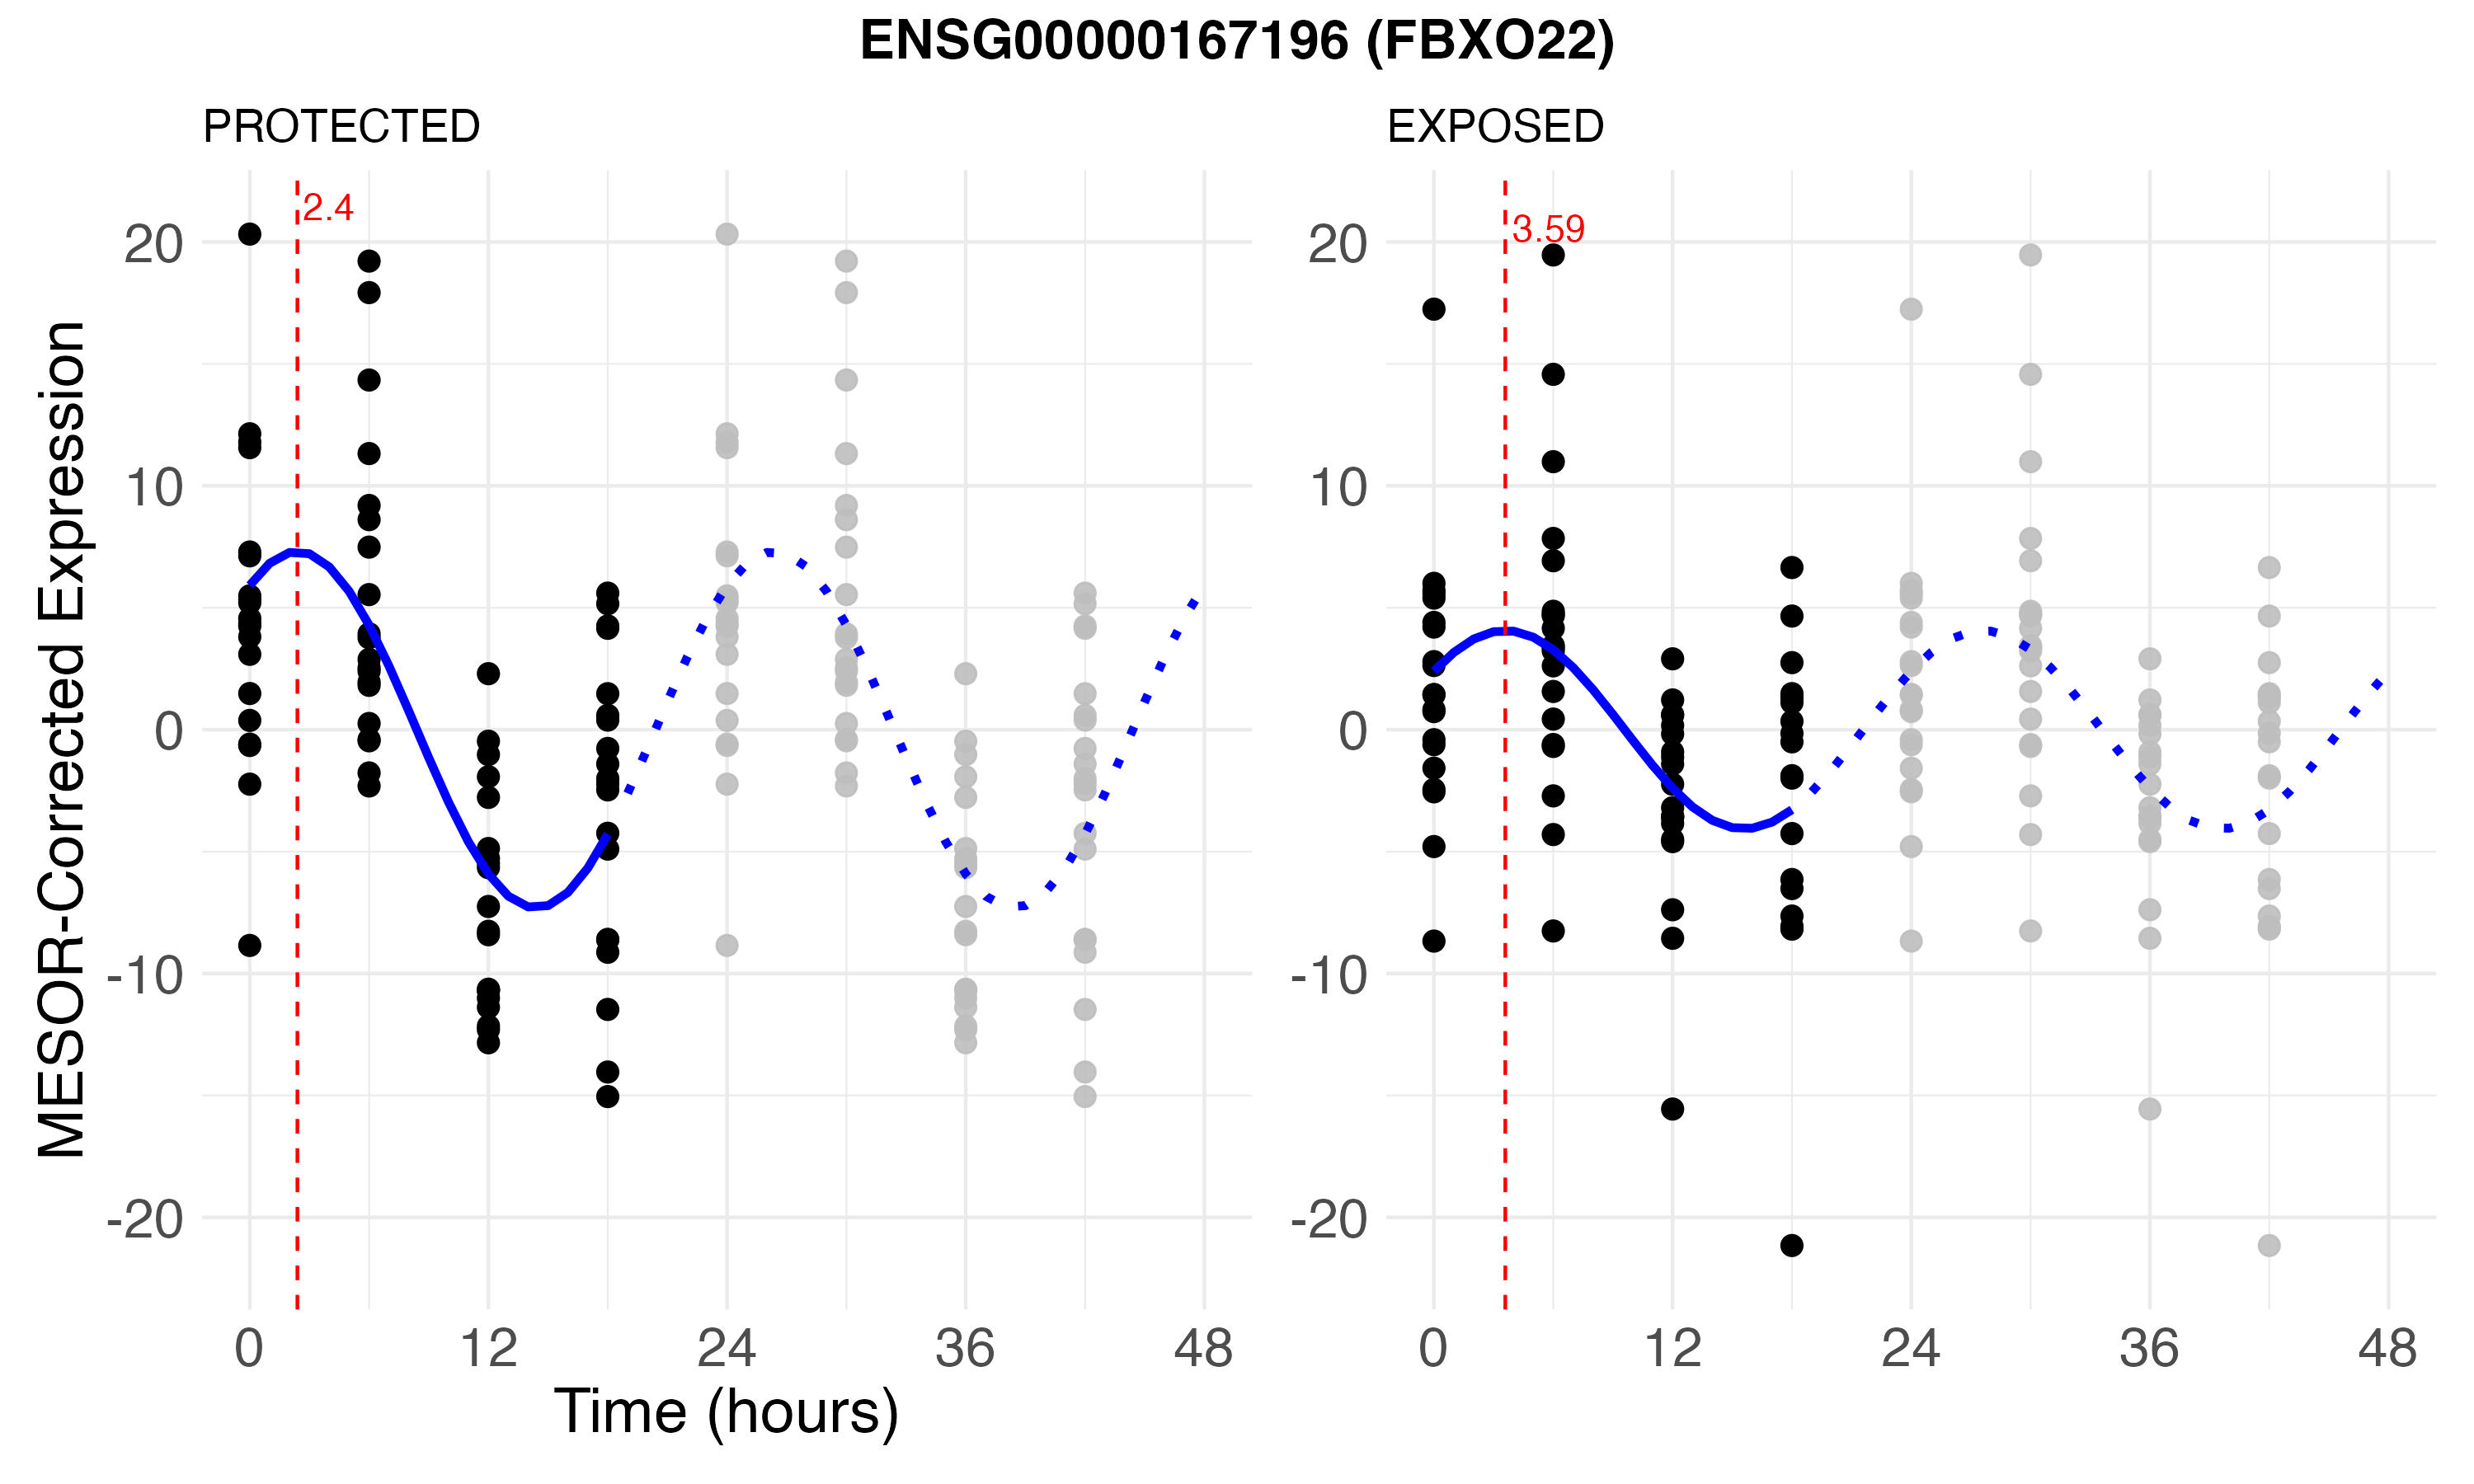 ENSG00000167196 (FBXO22)
PROTECTED
EXPOSED
MESOR-Corrected Expression
20
10
0
-10
-20
2.4
0 12 24 36 48
20
10
0
-10
-20
3.59
0 12 24 36 48
Time (hours)